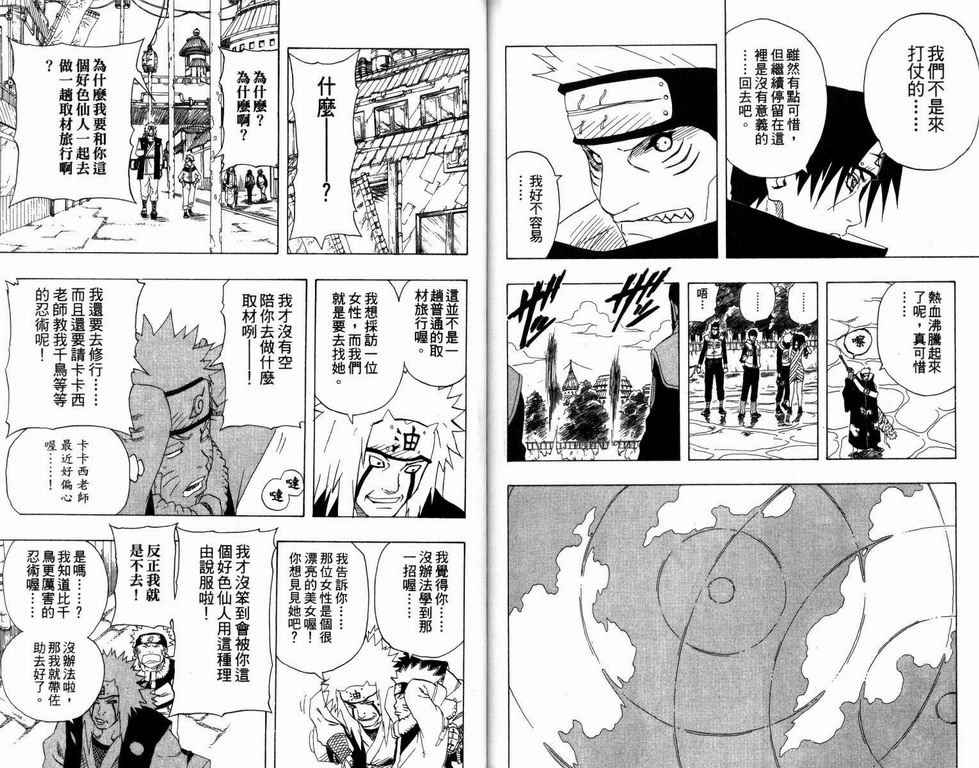 我們不是來
打仗的……
雖然有點可惜，
但繼續停留在這
裡是沒有意義的
……回去吧。
我好不容易
……
熱血沸騰起來
了呢，真可惜
…
……
……
唔…
什麼——？
為什麼？
為什麼啊？
為什麼我要和你這
個好色仙人一起去
做一趟取材旅行啊
？
這並不是一
趟普通的取
材旅行喔。
我想採訪一位
女性，而我們
就是要去找她。
油
我才沒有空
陪你去做什麼
取材咧——！
我還要去修行……
而且還要請卡卡西
老師教我千鳥等等
的忍術呢！
卡卡西老師
最近好偏心
喔……！
噠
噠
我覺得你……
沒辦法學到那
一招喔……
我告訴你……
那位女性是個很
漂亮的美女喔！
你想見見她吧？
油
我才沒笨到會被你這
個好色仙人用這種理
由說服啦！
反正我就
是不去！
是嗎……？
我知道比千
鳥更厲害的
忍術喔……
沒辦法啦，
那我就帶佐
助去好了。